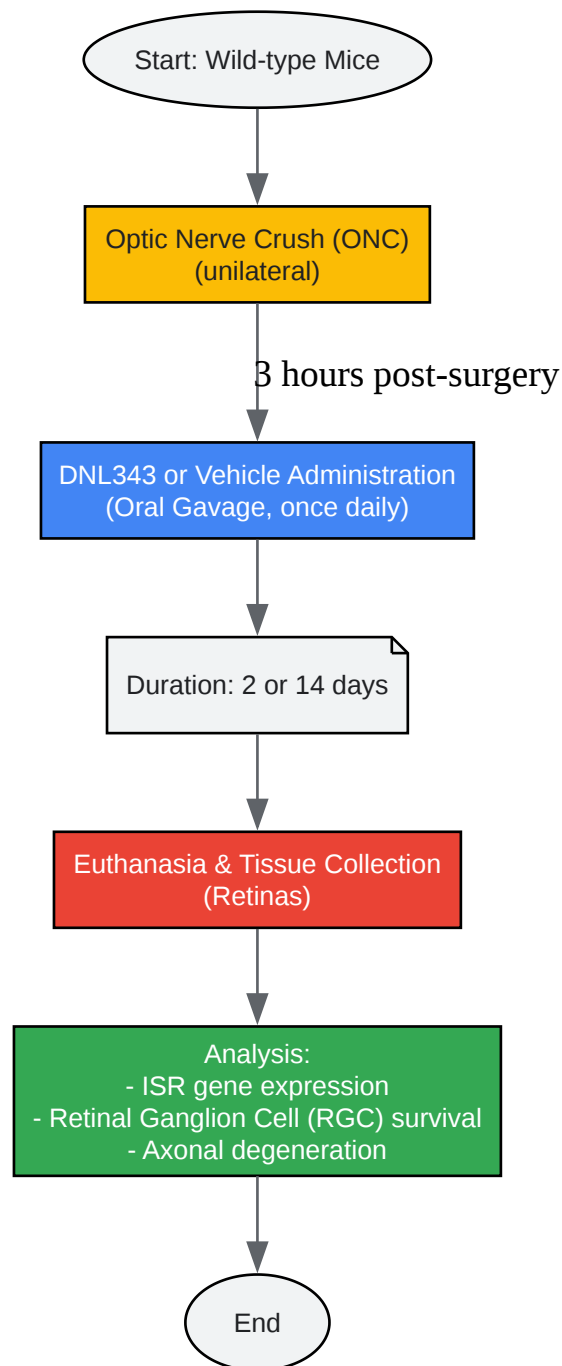 Start: Wild-type Mice
Optic Nerve Crush (ONC)
(unilateral)
3 hours post-surgery
DNL343 or Vehicle Administration
(Oral Gavage, once daily)
Duration: 2 or 14 days
Euthanasia & Tissue Collection
(Retinas)
Analysis:
- ISR gene expression
- Retinal Ganglion Cell (RGC) survival
- Axonal degeneration
End